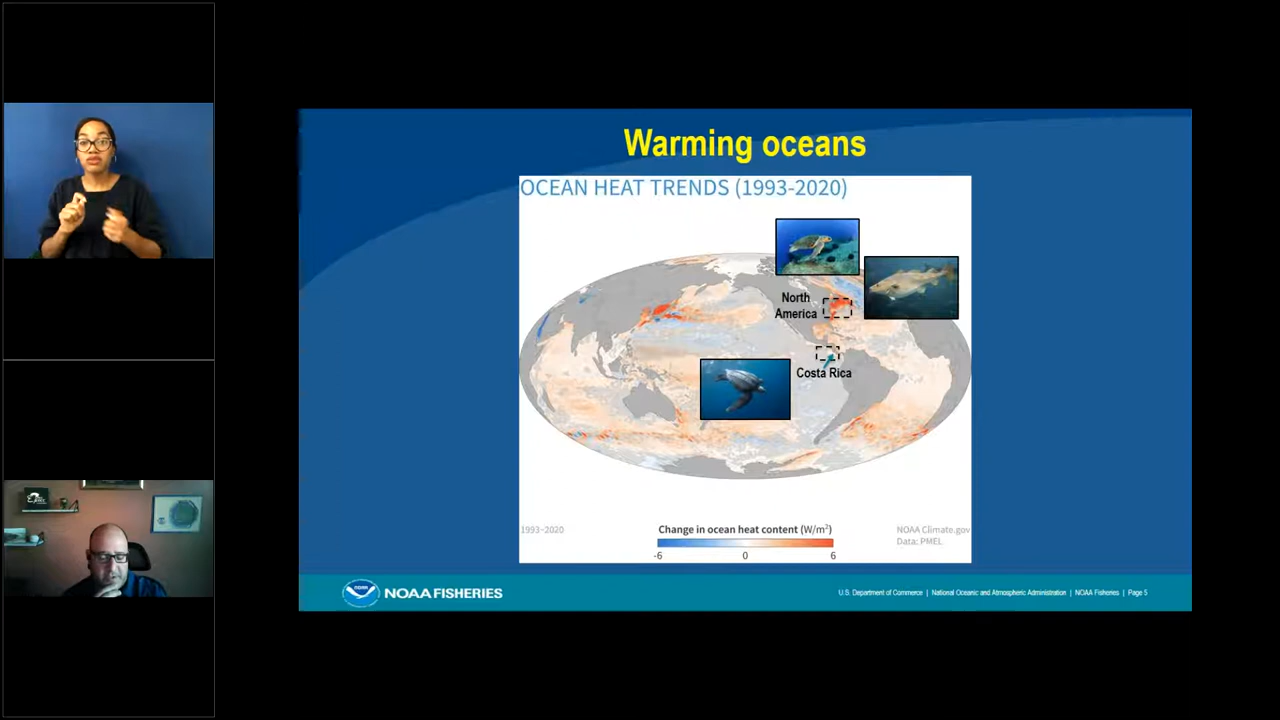 Warming oceans
OCEAN HEAT TRENDS (1993-2020)
North
America
Costa Rica
1993-2020
Change in ocean heat content (W/m²)
-6
0
6
NOAA Climate.gov
Data: PMEL
NOAA FISHERIES
U.S. Department of Commerce | National Oceanic and Atmospheric Administration | NOAA Fisheries | Page 5